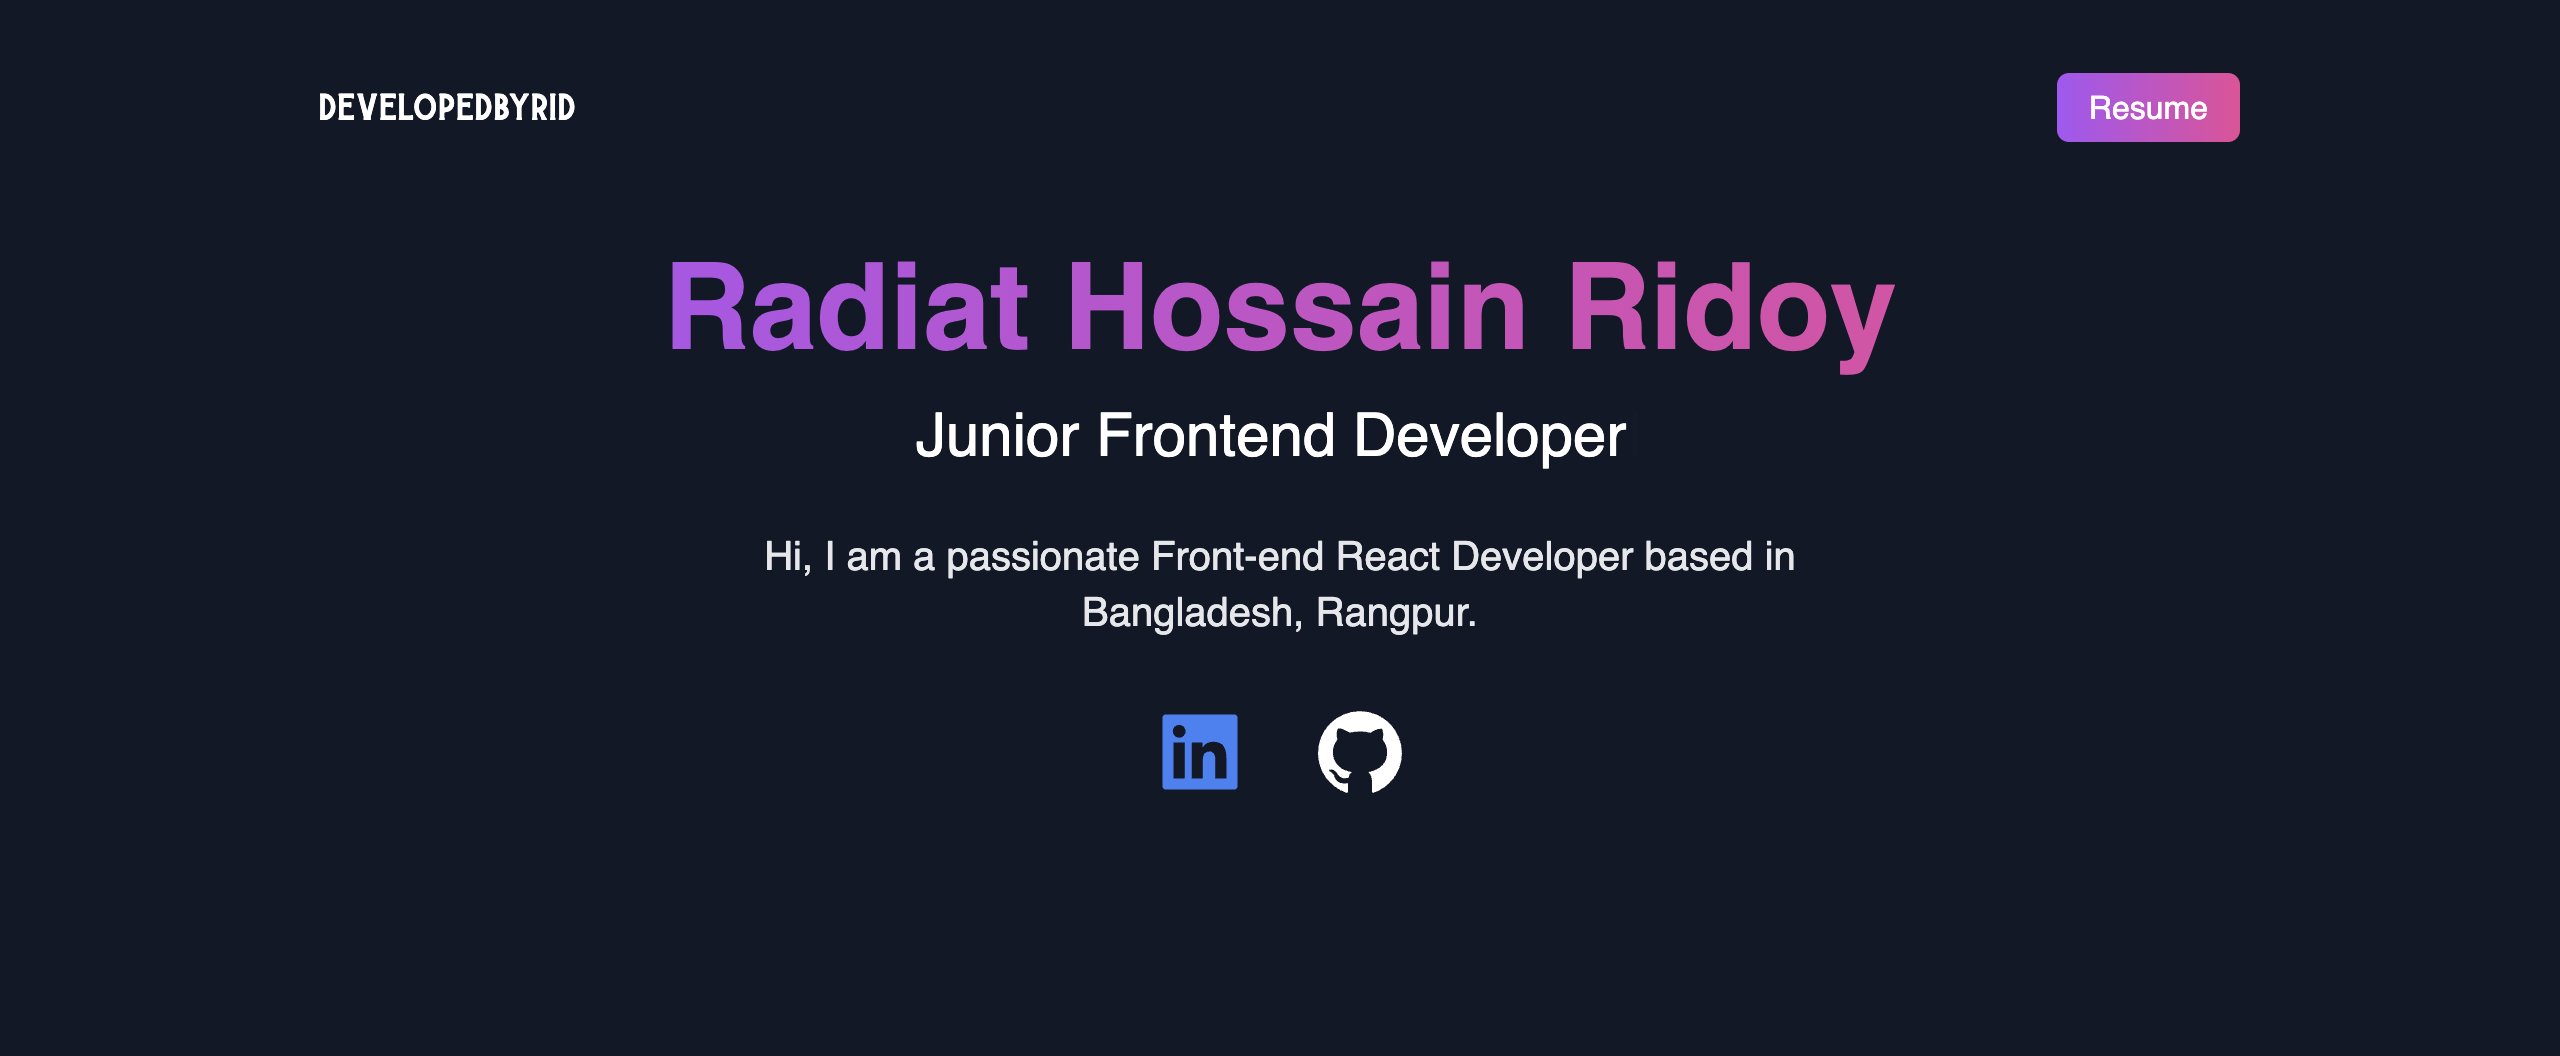 DEVELOPEDBYRID
Resume
Radiat Hossain Ridoy
Junior Frontend Developer
Hi, I am a passionate Front-end React Developer based in
Bangladesh, Rangpur.
in